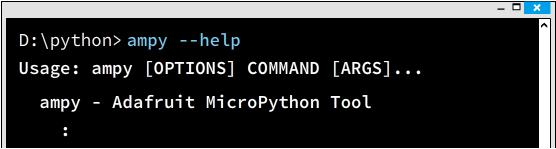 D:\python> ampy --help
Usage: ampy [OPTIONS] COMMAND [ARGS]...
ampy - Adafruit MicroPython Tool
: